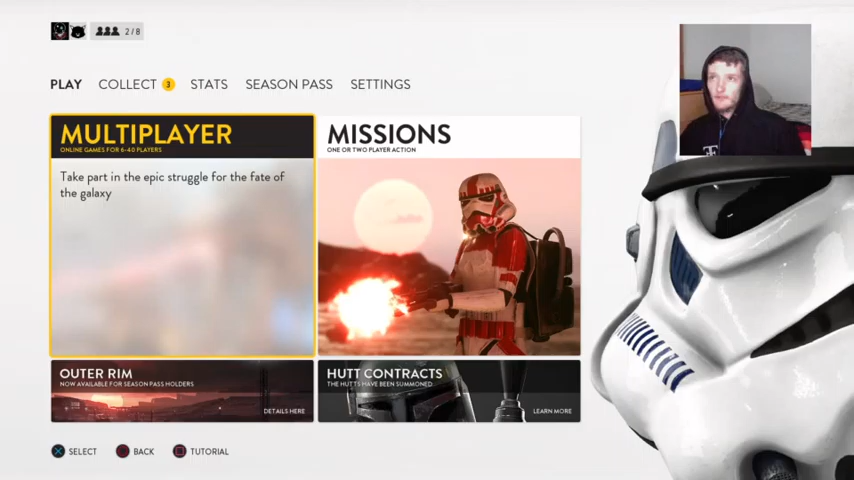 2/8
PLAY COLLECT 3 STATS SEASON PASS SETTINGS
MULTIPLAYER
ONLINE GAMES FOR 6-40 PLAYERS
Take part in the epic struggle for the fate of
the galaxy
MISSIONS
ONE OR TWO PLAYER ACTION
OUTER RIM
NOW AVAILABLE FOR SEASON PASS HOLDERS
DETAILS HERE
HUTT CONTRACTS
THE HUTTS HAVE BEEN SUMMONED
LEARN MORE
SELECT BACK TUTORIAL